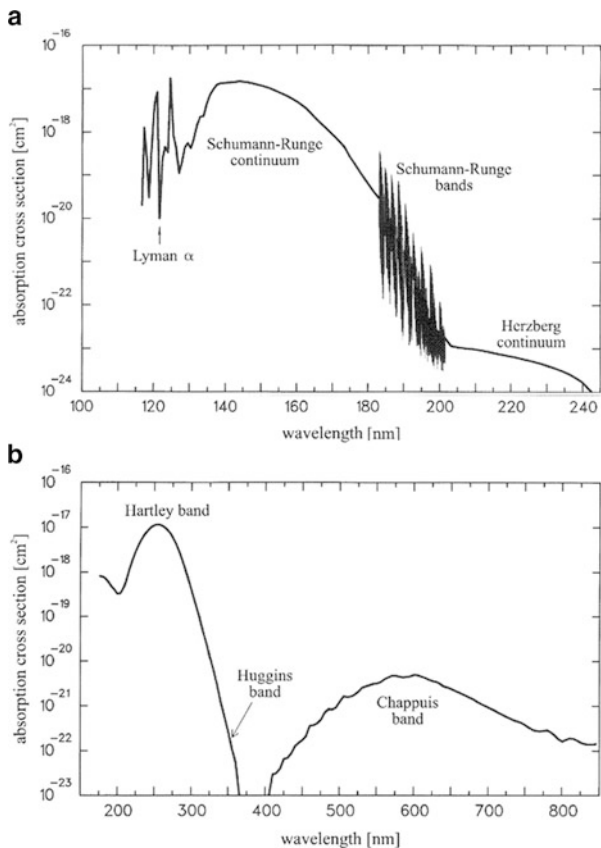 a
10⁻¹⁶
10⁻¹⁸
10⁻²⁰
10⁻²²
10⁻²⁴
absorption cross section [cm²]
Schumann-Runge
continuum
Schumann-Runge
bands
Lyman α
Herzberg
continuum
100 120 140 160 180 200 220 240
wavelength [nm]
b
10⁻¹⁶
10⁻¹⁷
10⁻¹⁸
10⁻¹⁹
10⁻²⁰
10⁻²¹
10⁻²²
10⁻²³
absorption cross section [cm²]
Hartley band
Huggins
band
Chappuis
band
200 300 400 500 600 700 800
wavelength [nm]